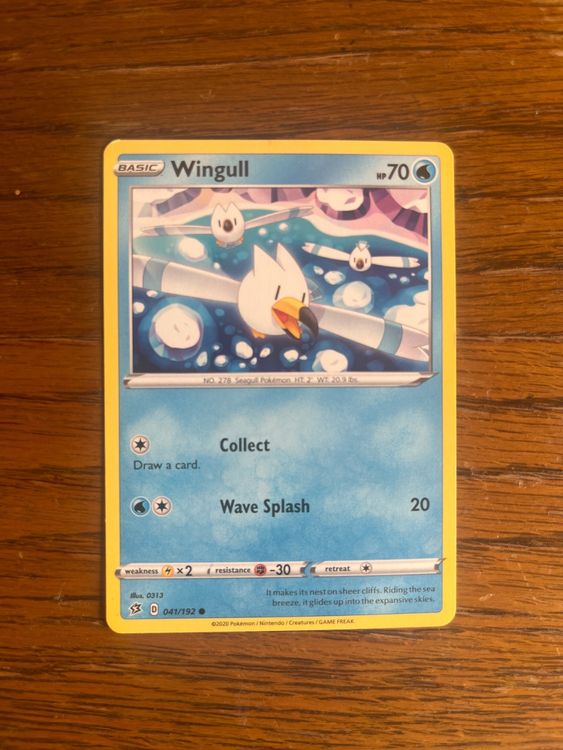 BASIC Wingull HP 70
NO. 278 Seagull Pokémon HT: 2' WT: 20.9 lbs.
Collect
Draw a card.
Wave Splash 20
weakness ×2 resistance -30 retreat
Illus. 0313
It makes its nest on sheer cliffs. Riding the sea
breeze, it glides up into the expansive skies.
D 041/192
©2020 Pokémon / Nintendo / Creatures / GAME FREAK